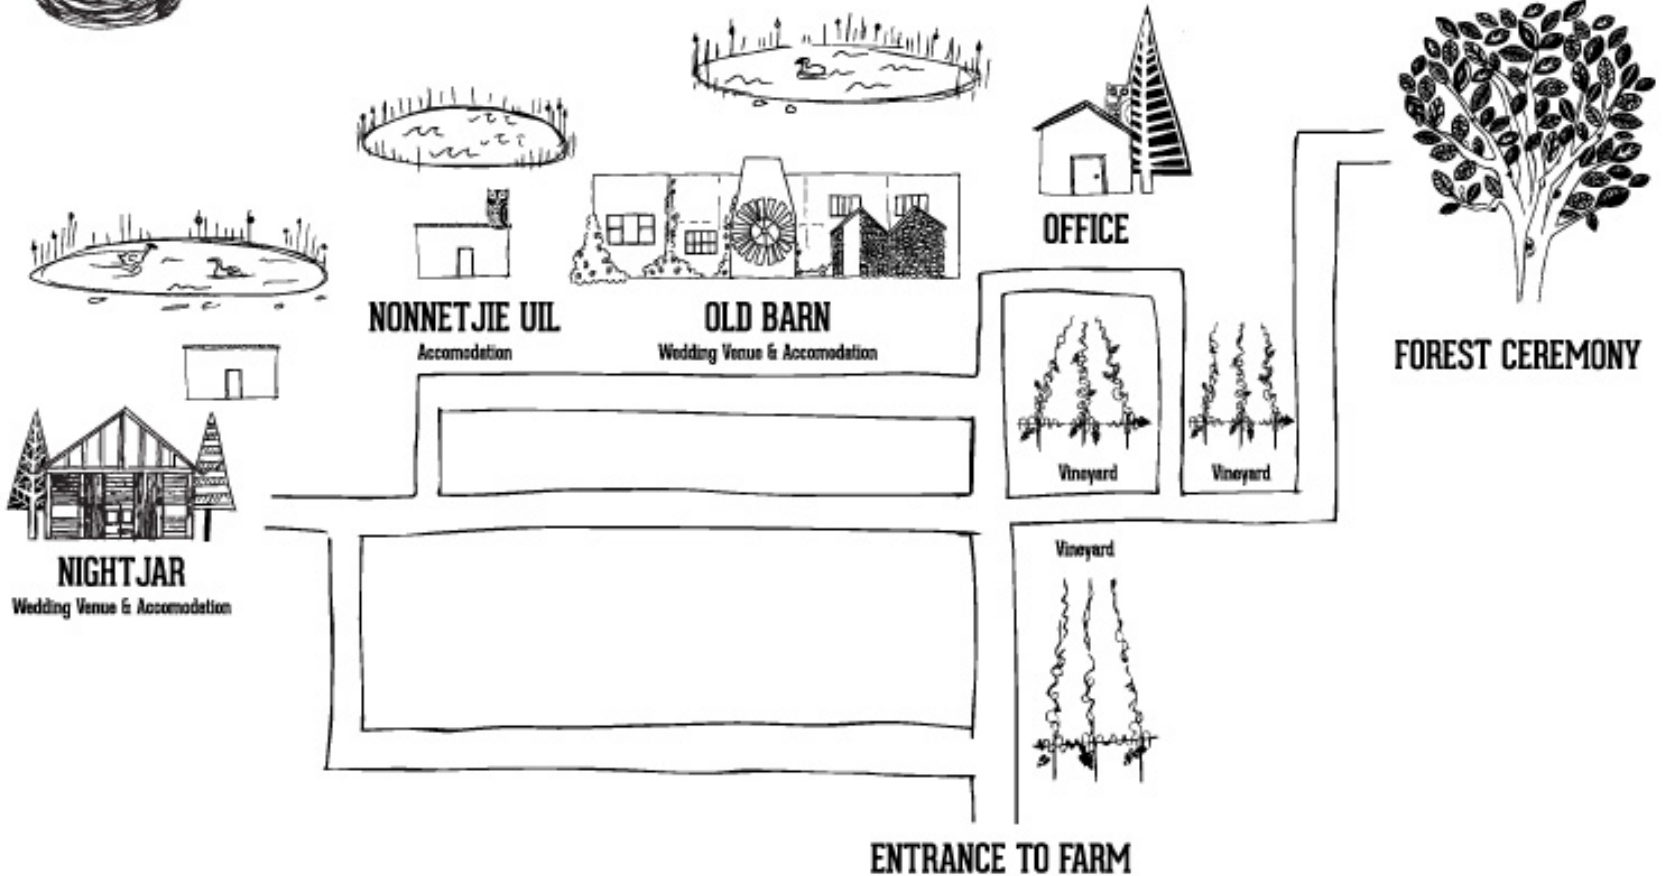 OFFICE
NONNETJIE UIL
Accomodation
OLD BARN
Wedding Venue & Accomodation
FOREST CEREMONY
Vineyard
Vineyard
Vineyard
NIGHTJAR
Wedding Venue & Accomodation
ENTRANCE TO FARM